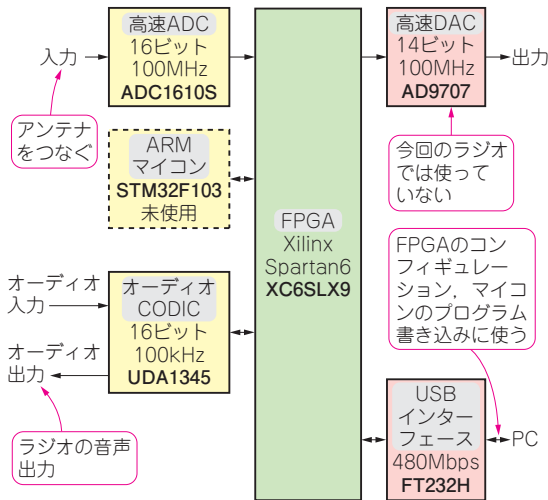 高速ADC
16ビット
100MHz
ADC1610S
入力
アンテナ
をつなぐ
ARM
マイコン
STM32F103
未使用
オーディオ
入力
オーディオ
出力
オーディオ
CODIC
16ビット
100kHz
UDA1345
ラジオの音声
出力
FPGA
Xilinx
Spartan6
XC6SLX9
高速DAC
14ビット
100MHz
AD9707
出力
今回のラジオ
では使って
いない
FPGAのコン
フィギュレー
ション，マイコ
ンのプログラム
書き込みに使う
USB
インター
フェース
480Mbps
FT232H
PC